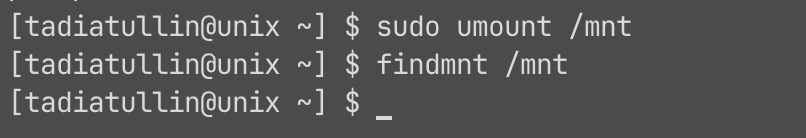 [tadiatullin@unix ~] $ sudo umount /mnt
[tadiatullin@unix ~] $ findmnt /mnt
[tadiatullin@unix ~] $ _